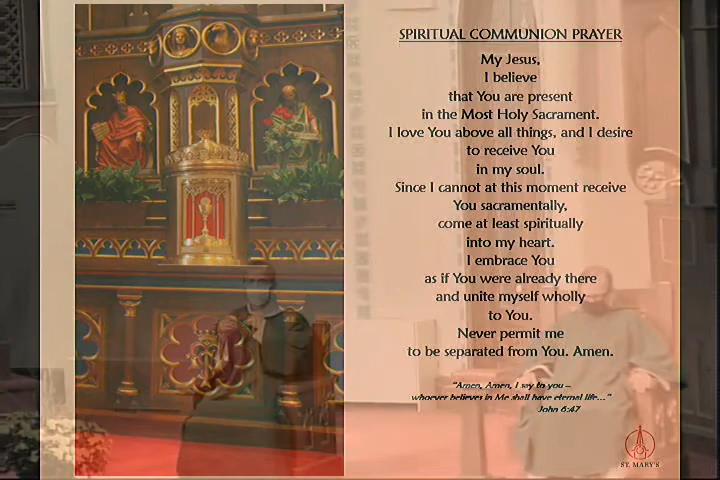 SPIRITUAL COMMUNION PRAYER
My Jesus,
I believe
that You are present
in the Most Holy Sacrament.
I love You above all things, and I desire
to receive You
in my soul.
Since I cannot at this moment receive
You sacramentally,
come at least spiritually
into my heart.
I embrace You
as if You were already there
and unite myself wholly
to You.
Never permit me
to be separated from You. Amen.
"Amen, Amen, I say to you –
whoever believes in Me shall have eternal life..."
John 6:47
ST. MARY'S